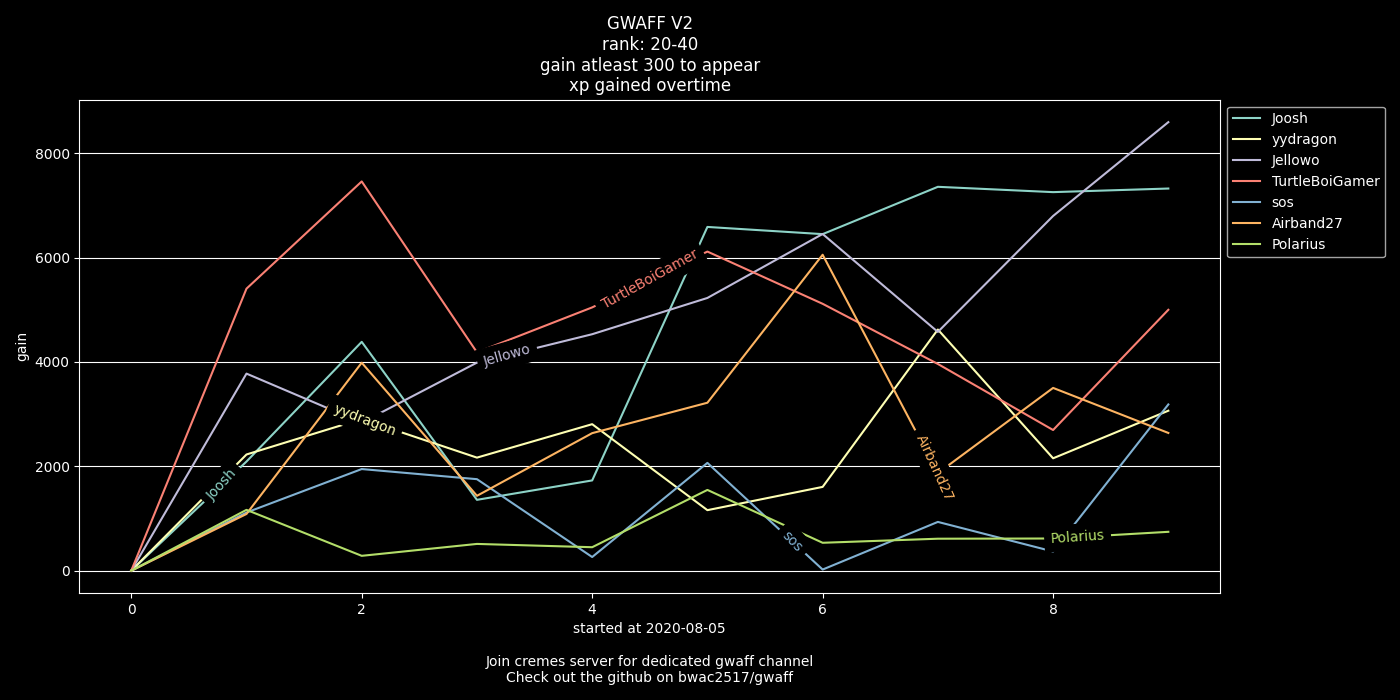 GWAFF V2
rank: 20-40
gain atleast 300 to appear
xp gained overtime
Joosh
yydragon
Jellowo
TurtleBoiGamer
sos
Airband27
Polarius
8000
6000
4000
2000
0
gain
TurtleBoiGamer
Jellowo
yydragon
Joosh
Airband27
sos
Polarius
0 2 4 6 8
started at 2020-08-05
Join cremes server for dedicated gwaff channel
Check out the github on bwac2517/gwaff